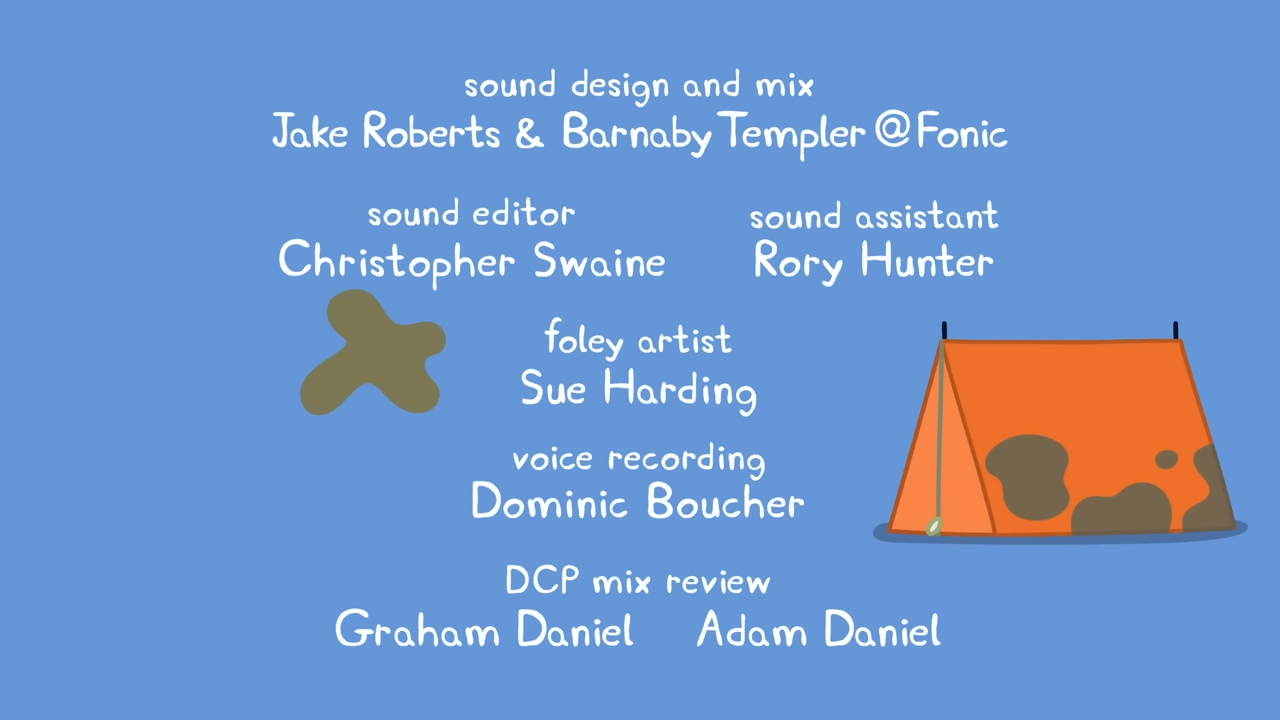 sound design and mix
Jake Roberts & Barnaby Templer @ Fonic
sound editor
Christopher Swaine
sound assistant
Rory Hunter
foley artist
Sue Harding
voice recording
Dominic Boucher
DCP mix review
Graham Daniel Adam Daniel